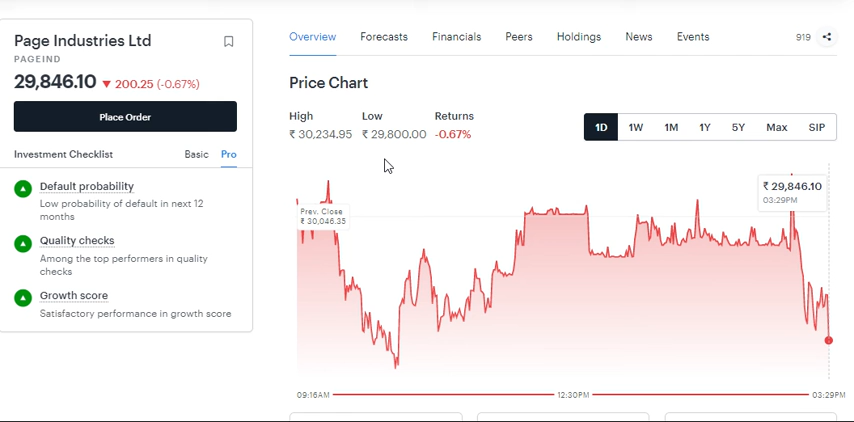 Page Industries Ltd
PAGEIND
29,846.10 ▼ 200.25 (-0.67%)
Place Order
Investment Checklist Basic Pro
Default probability
Low probability of default in next 12
months
Quality checks
Among the top performers in quality
checks
Growth score
Satisfactory performance in growth score
Overview Forecasts Financials Peers Holdings News Events 919
Price Chart
High Low Returns
₹ 30,234.95 ₹ 29,800.00 -0.67%
1D 1W 1M 1Y 5Y Max SIP
₹ 29,846.10
03:29PM
Prev. Close
₹ 30,046.35
09:16AM 12:30PM 03:29PM